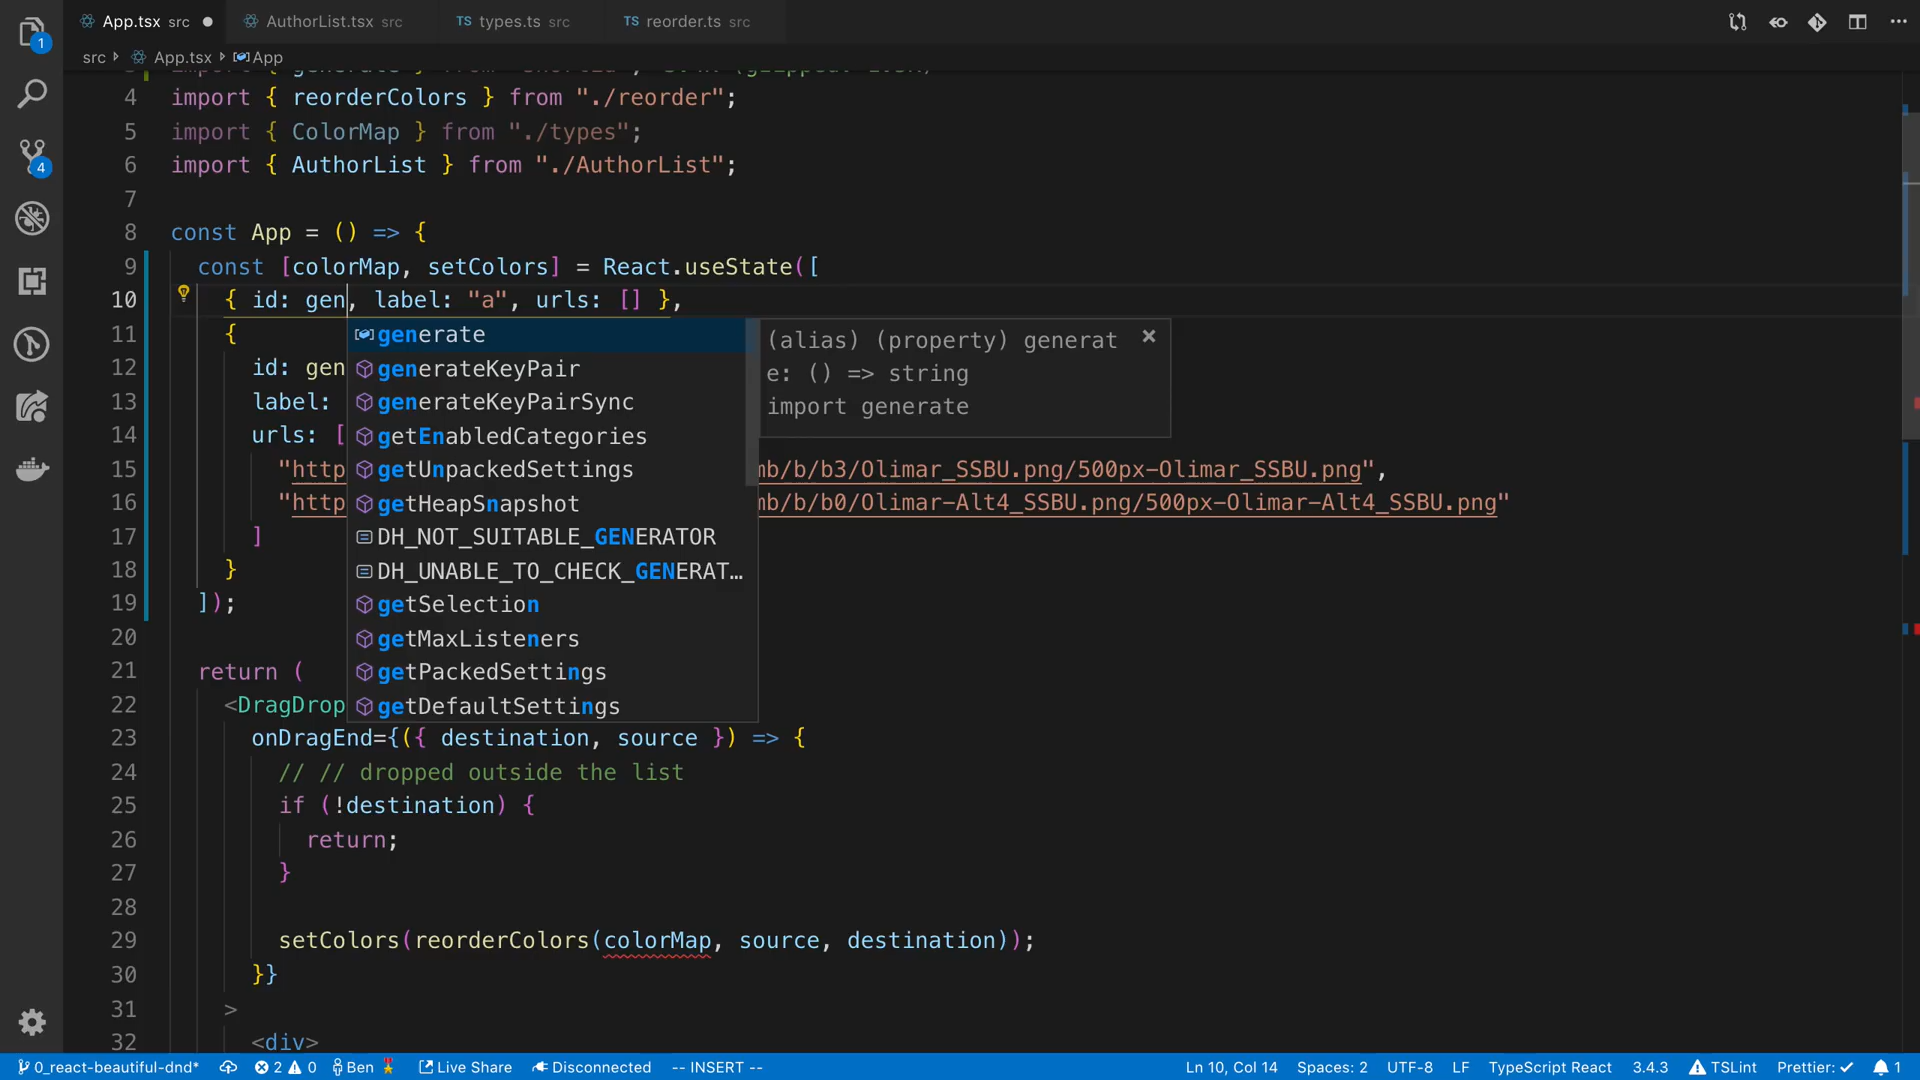 App.tsx src
AuthorList.tsx src
TS types.ts src
TS reorder.ts src
src
App.tsx
App
4 import { reorderColors } from "./reorder";
5 import { ColorMap } from "./types";
6 import { AuthorList } from "./AuthorList";
7
8 const App = () => {
9 const [colorMap, setColors] = React.useState([
10 { id: gen, label: "a", urls: [] },
11 {
12 id: gen
13 label:
14 urls: [
15 "http
mb/b/b3/Olimar_SSBU.png/500px-Olimar_SSBU.png",
16 "http
mb/b/b0/Olimar-Alt4_SSBU.png/500px-Olimar-Alt4_SSBU.png"
17 ]
18 }
19 ]);
20
21 return (
22 <DragDrop
23 onDragEnd={({ destination, source }) => {
24 // // dropped outside the list
25 if (!destination) {
26 return;
27 }
28
29 setColors(reorderColors(colorMap, source, destination));
30 }}
31 >
32 <div>
generate
generateKeyPair
generateKeyPairSync
getEnabledCategories
getUnpackedSettings
getHeapSnapshot
DH_NOT_SUITABLE_GENERATOR
DH_UNABLE_TO_CHECK_GENERAT…
getSelection
getMaxListeners
getPackedSettings
getDefaultSettings
(alias) (property) generat
e: () => string
import generate
1
4
0_react-beautiful-dnd* 2 0 Ben Live Share Disconnected -- INSERT -- Ln 10, Col 14 Spaces: 2 UTF-8 LF TypeScript React 3.4.3 TSLint Prettier: ✓ 1